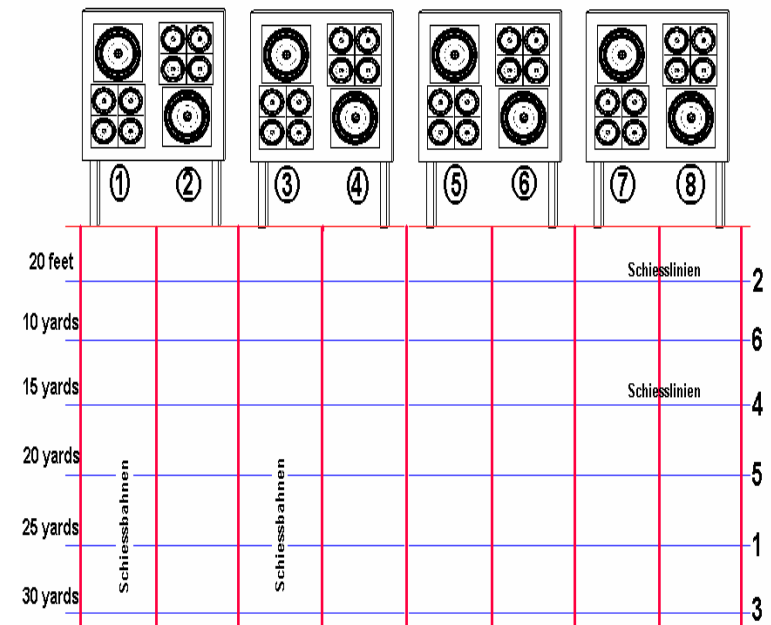 1 2 3 4 5 6 7 8
20 feet
Schiesslinien
2
10 yards
6
15 yards
Schiesslinien
4
20 yards
5
Schiessbahnen
Schiessbahnen
25 yards
1
30 yards
3